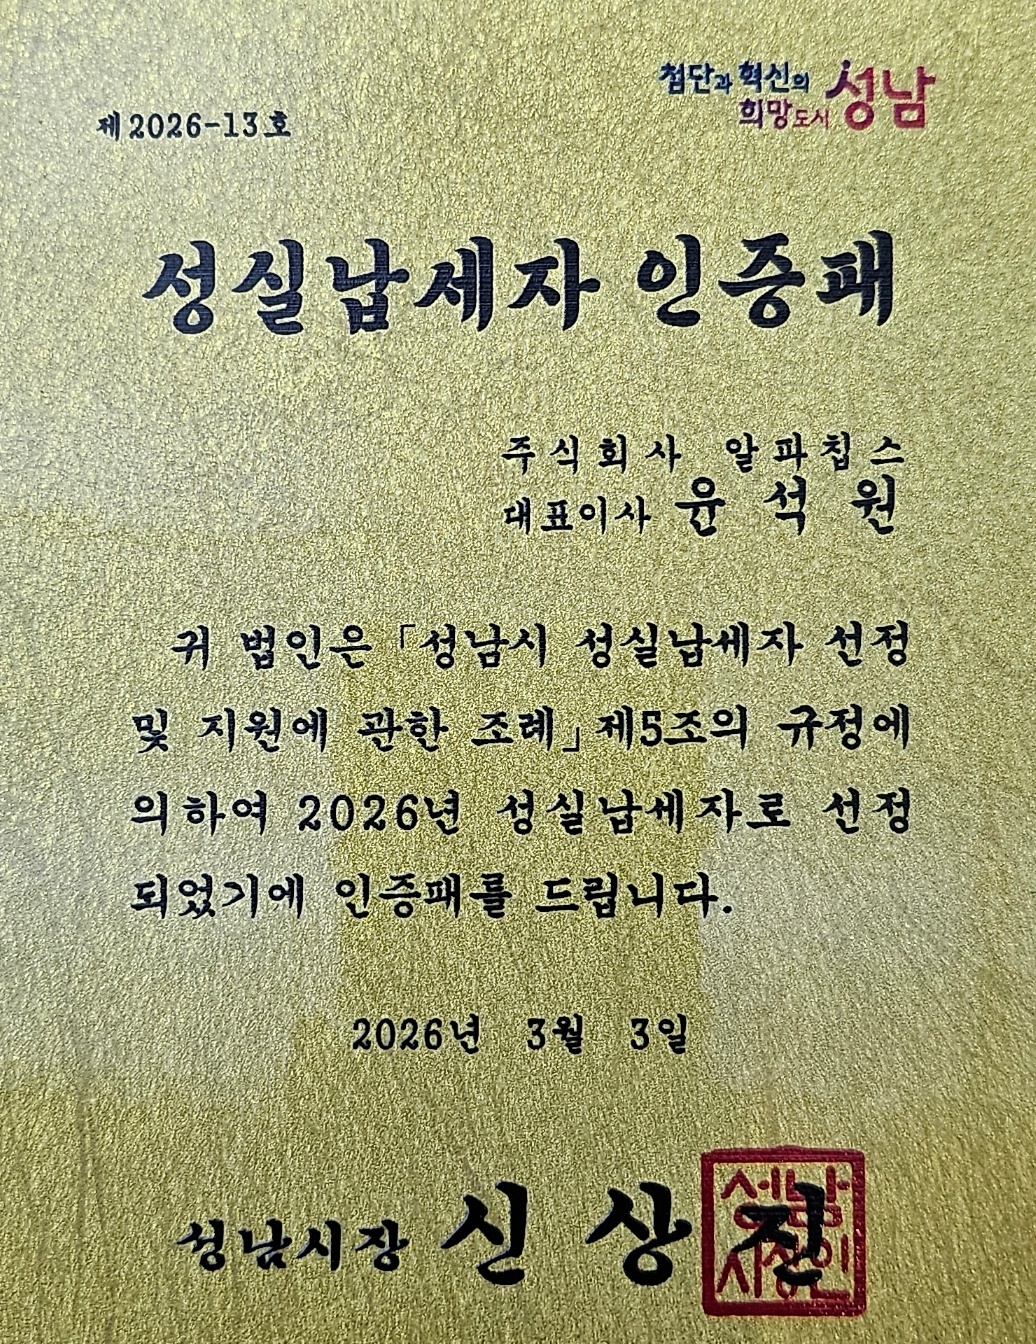 제2026-13호
첨단과 혁신의
희망도시 성남
성실납세자 인증패
주식회사 알파칩스
대표이사 윤석원
귀 법인은 「성남시 성실납세자 선정
및 지원에 관한 조례」 제5조의 규정에
의하여 2026년 성실납세자로 선정
되었기에 인증패를 드립니다.
2026년 3월 3일
성남시장 신상진
성남
시장인